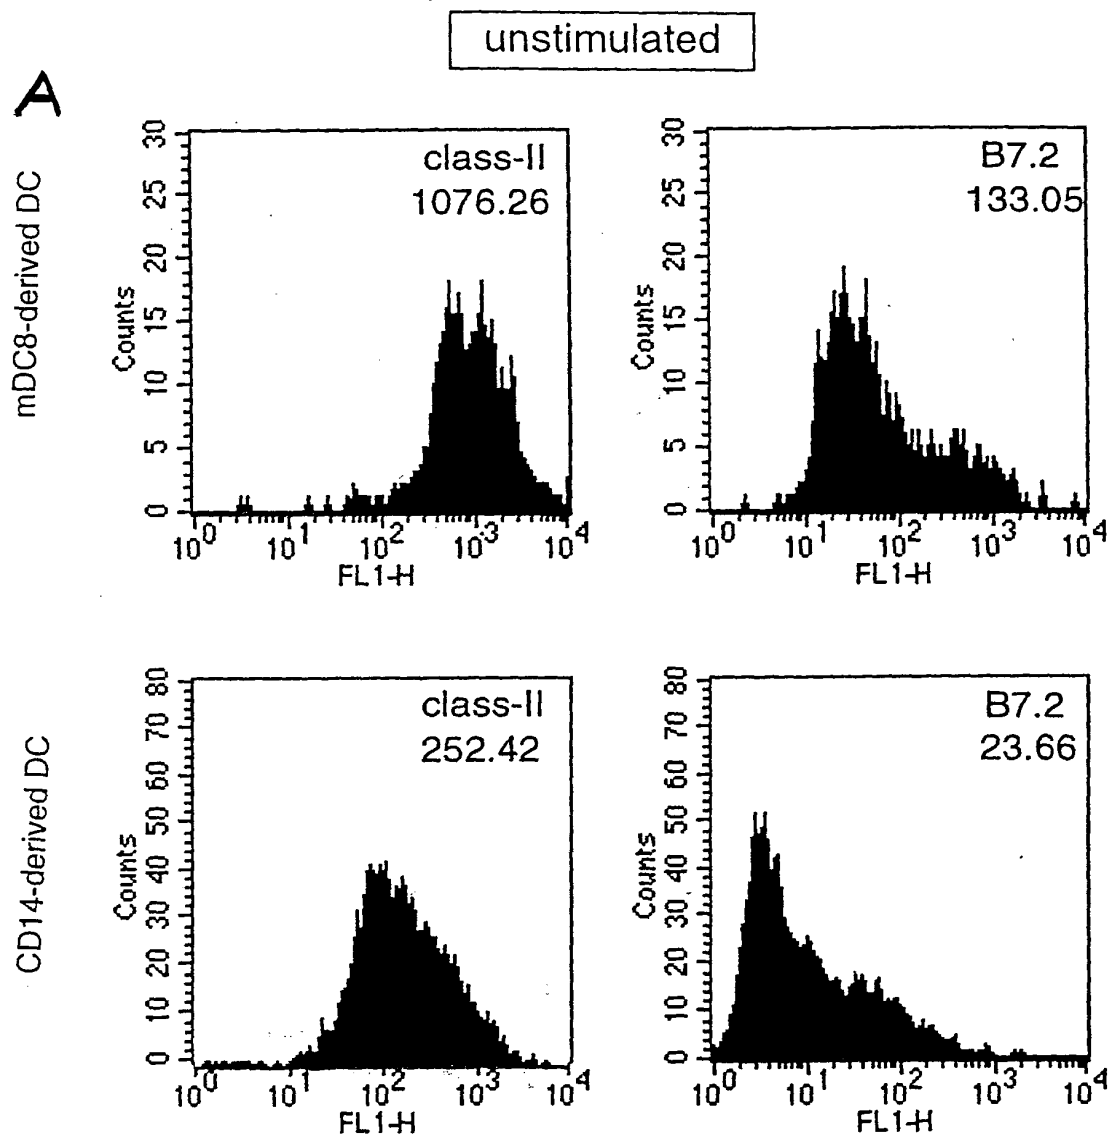 unstimulated
A
mDC8-derived DC
class-II
1076.26
Counts
30
25
20
15
10
5
0
10^0 10^1 10^2 10^3 10^4
FL1-H
B7.2
133.05
Counts
30
25
20
15
10
5
0
10^0 10^1 10^2 10^3 10^4
FL1-H
CD14-derived DC
class-II
252.42
Counts
80
70
60
50
40
30
20
10
0
10^0 10^1 10^2 10^3 10^4
FL1-H
B7.2
23.66
Counts
80
70
60
50
40
30
20
10
0
10^0 10^1 10^2 10^3 10^4
FL1-H